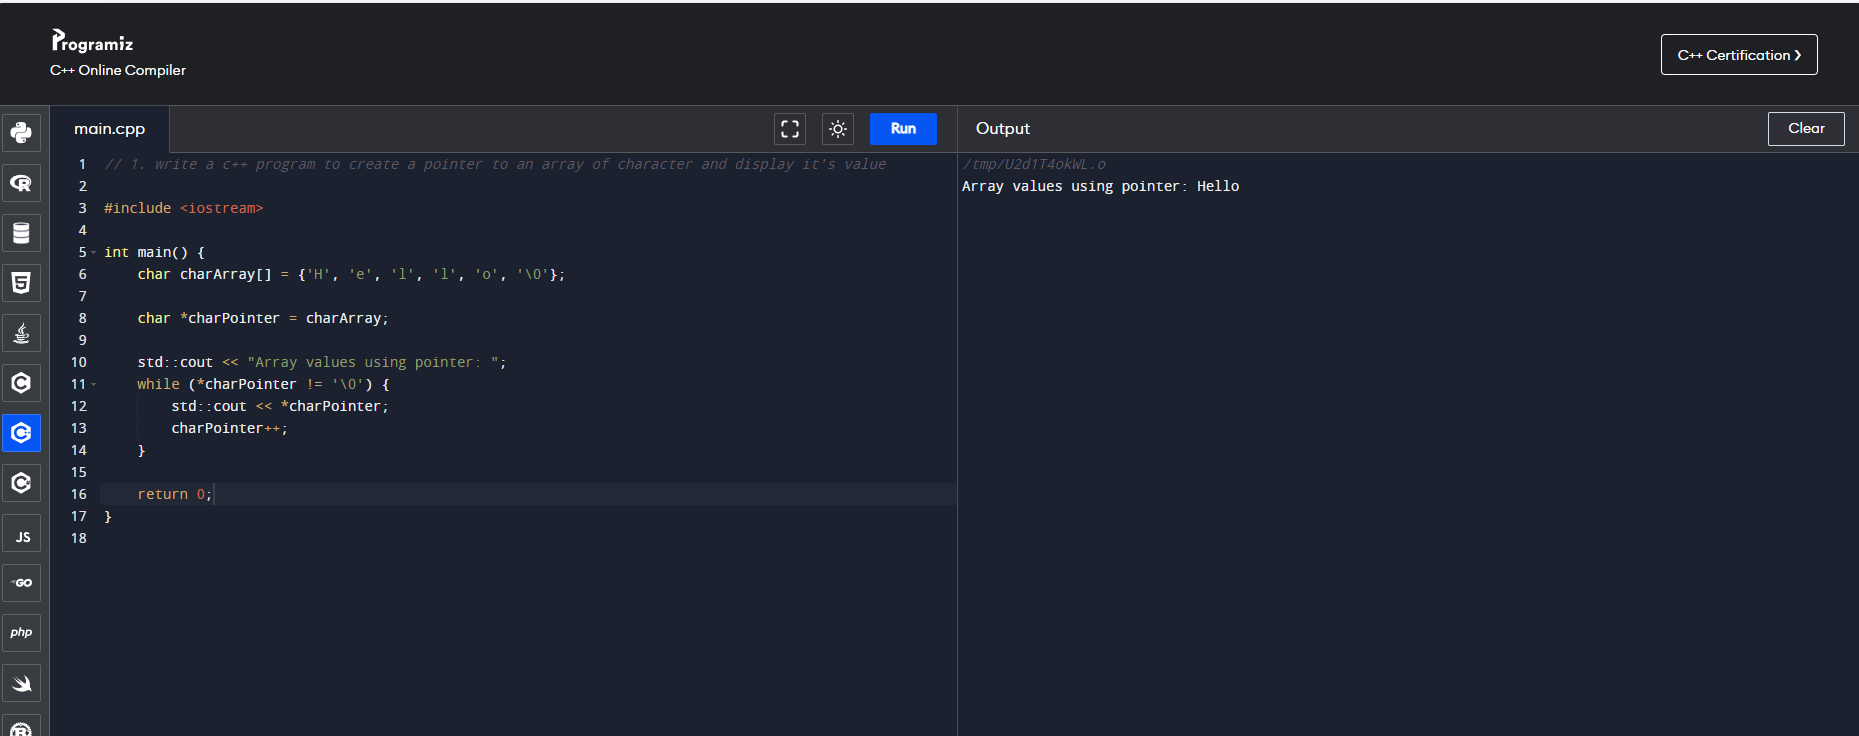 Programiz
C++ Online Compiler
C++ Certification ❯
main.cpp
Run
Output
Clear
1 // 1. write a c++ program to create a pointer to an array of character and display it's value
2
3 #include <iostream>
4
5 int main() {
6     char charArray[] = {'H', 'e', 'l', 'l', 'o', '\0'};
7
8     char *charPointer = charArray;
9
10     std::cout << "Array values using pointer: ";
11     while (*charPointer != '\0') {
12         std::cout << *charPointer;
13         charPointer++;
14     }
15
16     return 0;
17 }
18
/tmp/U2d1T4okWL.o
Array values using pointer: Hello
R
5
C
C
C
JS
GO
php
R